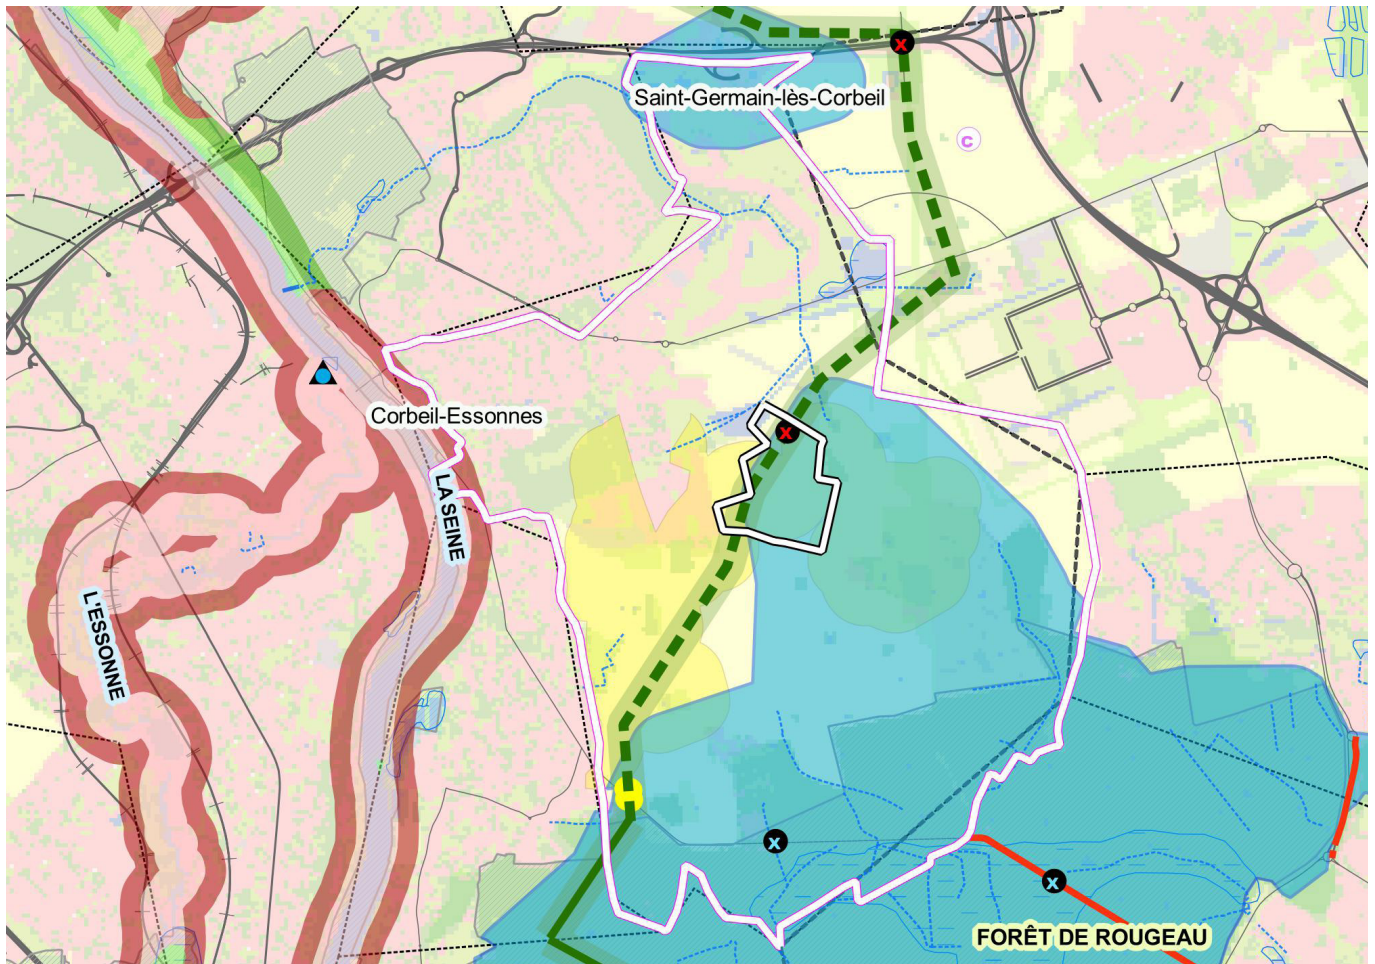 x
Saint-Germain-lès-Corbeil
c
Corbeil-Essonnes
x
LA SEINE
L'ESSONNE
x
x
FORÊT DE ROUGEAU